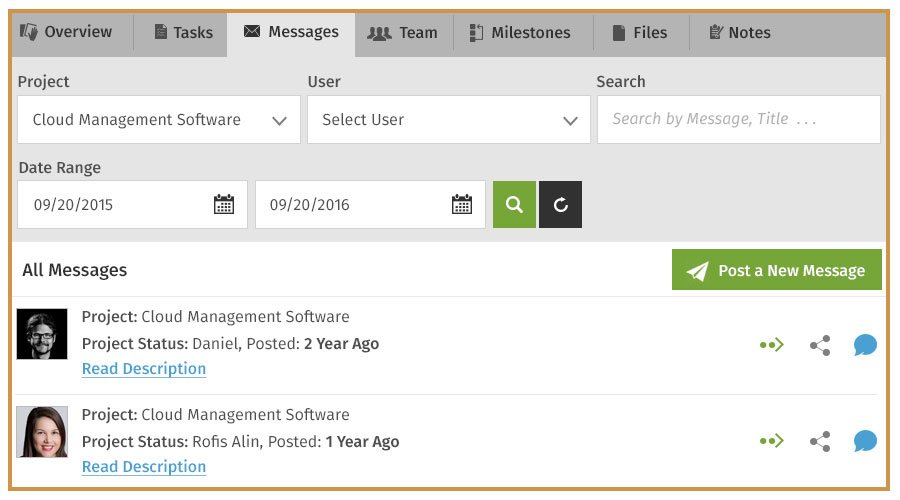 Overview Tasks Messages Team Milestones Files Notes
Project User Search
Cloud Management Software Select User Search by Message, Title ...
Date Range
09/20/2015 09/20/2016
All Messages Post a New Message
Project: Cloud Management Software
Project Status: Daniel, Posted: 2 Year Ago
Read Description
Project: Cloud Management Software
Project Status: Rofis Alin, Posted: 1 Year Ago
Read Description